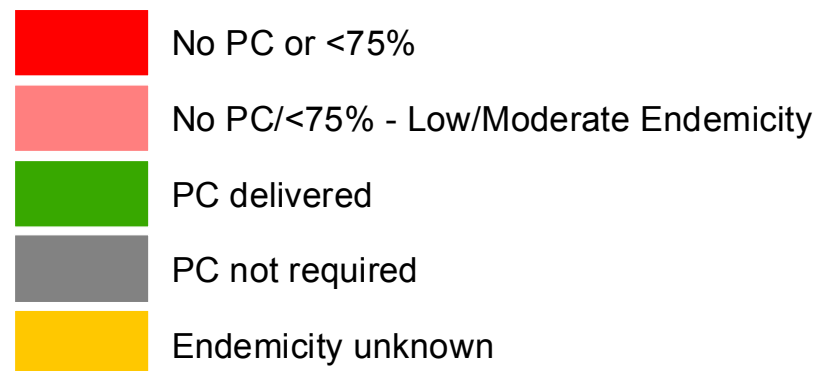 No PC or <75%
No PC/<75% - Low/Moderate Endemicity
PC delivered
PC not required
Endemicity unknown